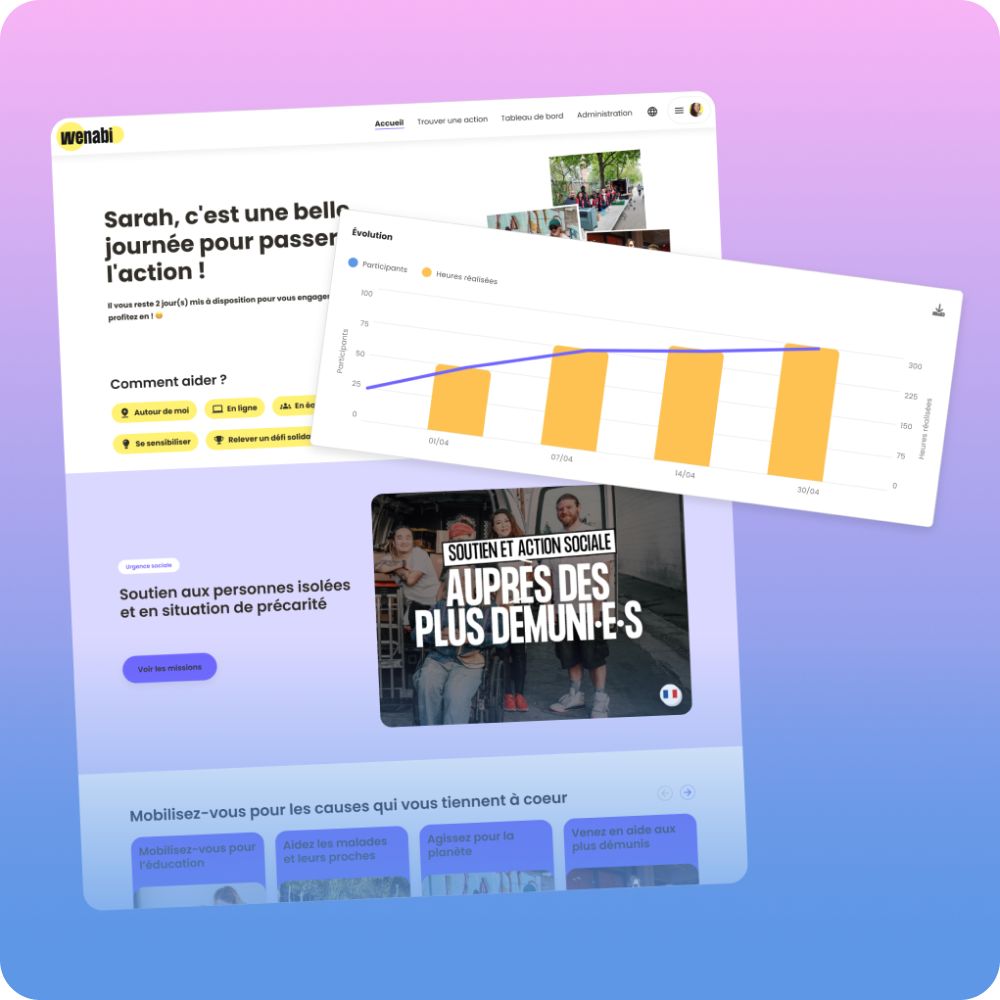 wenabi
Accueil
Trouver une action
Tableau de bord
Administration
Sarah, c'est une belle
journée pour passer
l'action !
Il vous reste 2 jour(s) mis à disposition pour vous engager
profitez en !
Comment aider ?
Autour de moi
En ligne
En
Se sensibiliser
Relever un défi
Évolution
Participants
Heures réalisées
100
75
50
25
0
Participants
01/04
07/04
14/04
30/04
300
225
150
75
0
Heures réalisées
Urgence sociale
Soutien aux personnes isolées
et en situation de précarité
Voir les missions
SOUTIEN ET ACTION SOCIALE
AUPRÈS DES
PLUS DÉMUNI·E·S
Mobilisez-vous pour les causes qui vous tiennent à coeur
Mobilisez-vous pour
l'éducation
Aidez les malades
et leurs proches
Agissez pour la
planète
Venez en aide aux
plus démunis